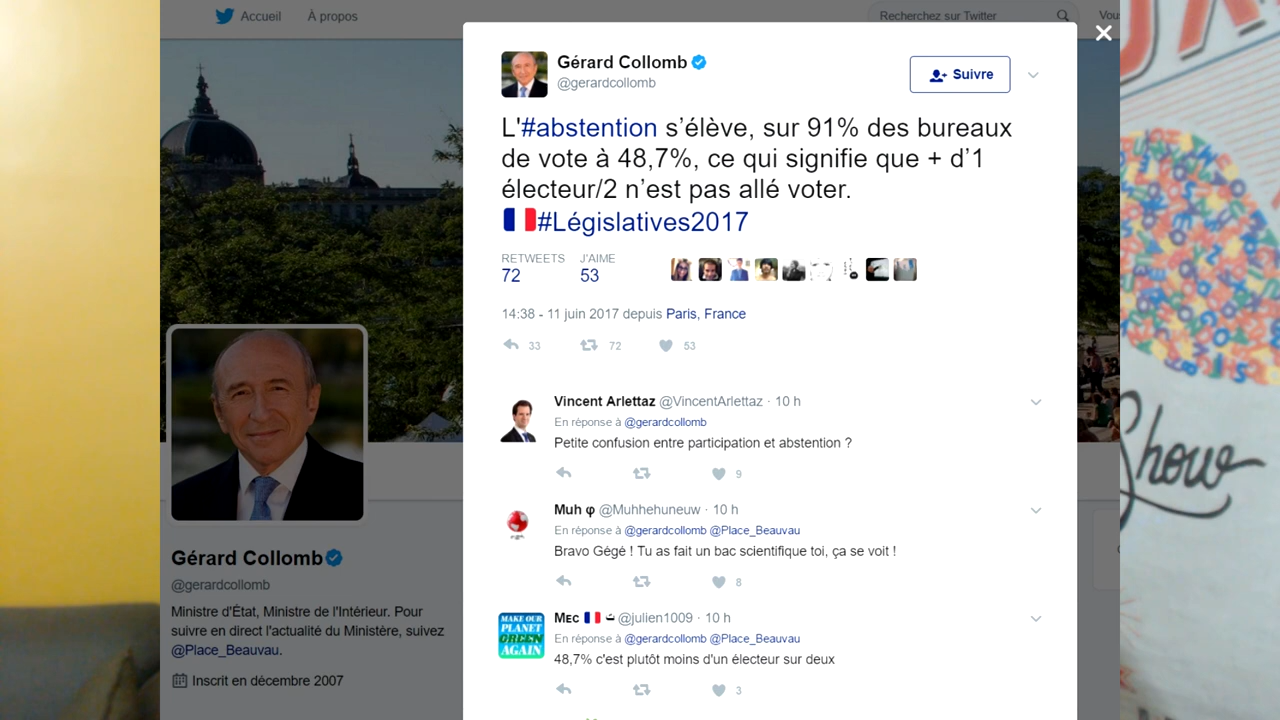 Accueil
À propos
Recherchez sur Twitter
Vous
Gérard Collomb
@gerardcollomb
Suivre
L'#abstention s’élève, sur 91% des bureaux
de vote à 48,7%, ce qui signifie que + d’1
électeur/2 n’est pas allé voter.
#Législatives2017
RETWEETS
J'AIME
72
53
14:38 - 11 juin 2017 depuis Paris, France
33
72
53
Vincent Arlettaz @VincentArlettaz · 10 h
En réponse à @gerardcollomb
Petite confusion entre participation et abstention ?
9
Muh φ @Muhhehuneuw · 10 h
En réponse à @gerardcollomb @Place_Beauvau
Bravo Gégé ! Tu as fait un bac scientifique toi, ça se voit !
8
MAKE OUR
PLANET
GREEN
AGAIN
Mᴇᴄ @julien1009 · 10 h
En réponse à @gerardcollomb @Place_Beauvau
48,7% c'est plutôt moins d'un électeur sur deux
3
Gérard Collomb
@gerardcollomb
Ministre d'État, Ministre de l'Intérieur. Pour
suivre en direct l'actualité du Ministère, suivez
@Place_Beauvau.
Inscrit en décembre 2007
Show